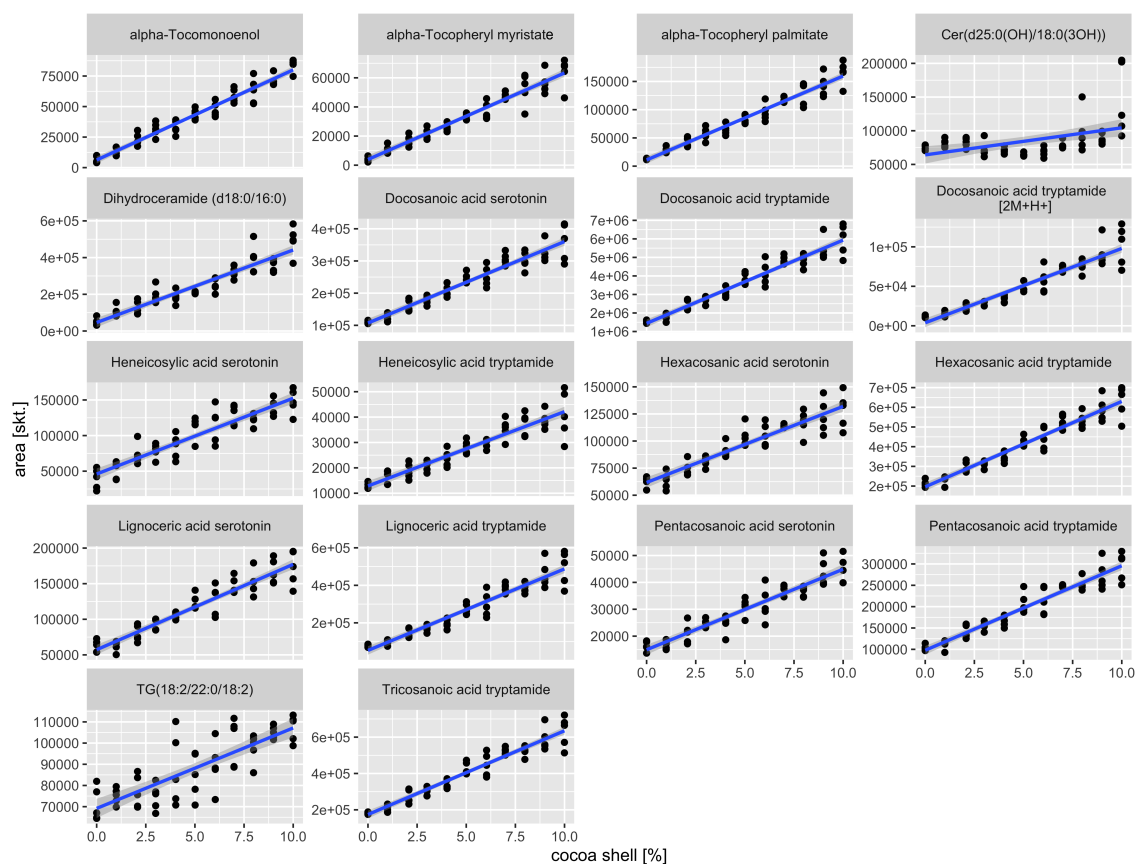 alpha-Tocomonoenol
alpha-Tocopheryl myristate
alpha-Tocopheryl palmitate
Cer(d25:0(OH)/18:0(3OH))
75000
50000
25000
0
60000
40000
20000
0
150000
100000
50000
0
200000
150000
100000
50000
Dihydroceramide (d18:0/16:0)
Docosanoic acid serotonin
Docosanoic acid tryptamide
Docosanoic acid tryptamide
[2M+H+]
6e+05
4e+05
2e+05
0e+00
4e+05
3e+05
2e+05
1e+05
7e+06
6e+06
5e+06
4e+06
3e+06
2e+06
1e+06
1e+05
5e+04
0e+00
Heneicosylic acid serotonin
Heneicosylic acid tryptamide
Hexacosanic acid serotonin
Hexacosanic acid tryptamide
150000
100000
50000
50000
40000
30000
20000
10000
150000
125000
100000
75000
50000
7e+05
6e+05
5e+05
4e+05
3e+05
2e+05
Lignoceric acid serotonin
Lignoceric acid tryptamide
Pentacosanoic acid serotonin
Pentacosanoic acid tryptamide
200000
150000
100000
50000
6e+05
4e+05
2e+05
50000
40000
30000
20000
300000
250000
200000
150000
100000
0.0 2.5 5.0 7.5 10.0
0.0 2.5 5.0 7.5 10.0
TG(18:2/22:0/18:2)
Tricosanoic acid tryptamide
110000
100000
90000
80000
70000
6e+05
4e+05
2e+05
0.0 2.5 5.0 7.5 10.0
0.0 2.5 5.0 7.5 10.0
area [skt.]
cocoa shell [%]